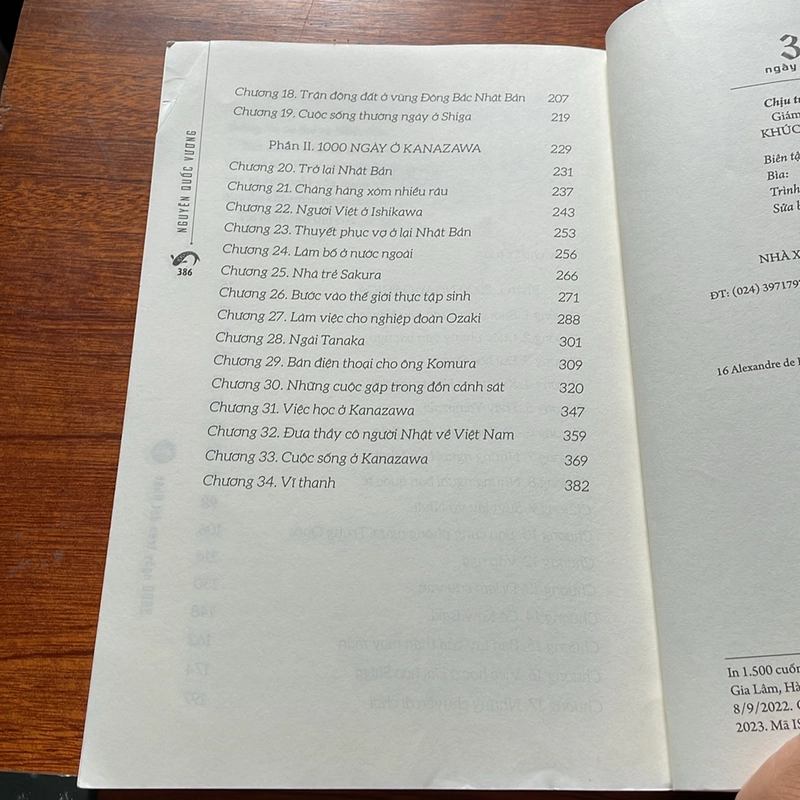 Chương 18. Trận động đất ở vùng Đông Bắc Nhật Bản 207
Chương 19. Cuộc sống thường ngày ở Shiga 219
Phần II. 1000 NGÀY Ở KANAZAWA 229
Chương 20. Trở lại Nhật Bản 231
Chương 21. Chàng hàng xóm nhiều râu 237
Chương 22. Người Việt ở Ishikawa 243
Chương 23. Thuyết phục vợ ở lại Nhật Bản 253
Chương 24. Làm bố ở nước ngoài 256
Chương 25. Nhà trẻ Sakura 266
Chương 26. Bước vào thế giới thực tập sinh 271
Chương 27. Làm việc cho nghiệp đoàn Ozaki 288
Chương 28. Ngài Tanaka 301
Chương 29. Bán điện thoại cho ông Komura 309
Chương 30. Những cuộc gặp trong đồn cảnh sát 320
Chương 31. Việc học ở Kanazawa 347
Chương 32. Đưa thầy cô người Nhật về Việt Nam 359
Chương 33. Cuộc sống ở Kanazawa 369
Chương 34. Vĩ thanh 382
NGUYỄN QUỐC VƯƠNG
386
3
ngày
Chịu
Giám
KHÚC
Biên
Bìa:
Trình
Sửa
NHÀ
ĐT: (024)
16 Alexandre de
In 1.500 cuốn
Gia Lâm, Hà
8/9/2022.
2023. Mã